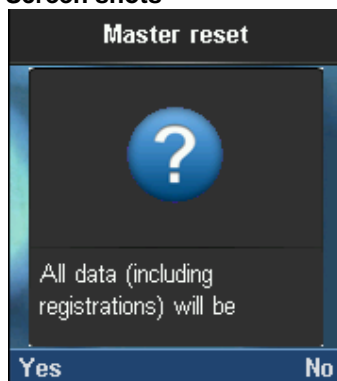 Screen shots
Master reset
?
All data (including
registrations) will be
Yes No